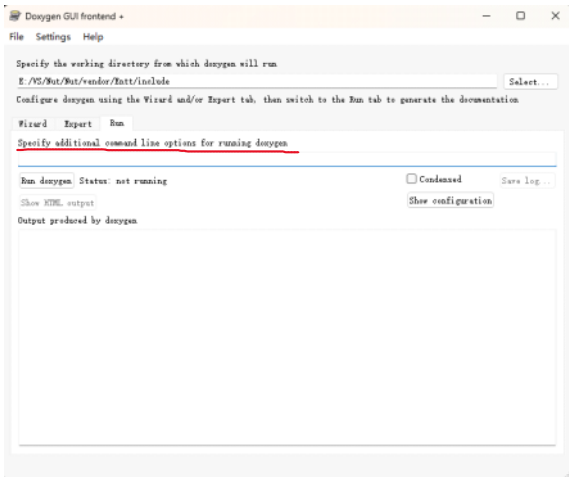 Doxygen GUI frontend +
File Settings Help
Specify the working directory from which doxygen will run
E:/VS/Nut/Nut/vendor/Entt/include Select...
Configure doxygen using the Wizard and/or Expert tab, then switch to the Run tab to generate the documentation
Wizard Expert Run
Specify additional command line options for running doxygen
Run doxygen Status: not running Condensed Save log...
Show HTML output Show configuration
Output produced by doxygen